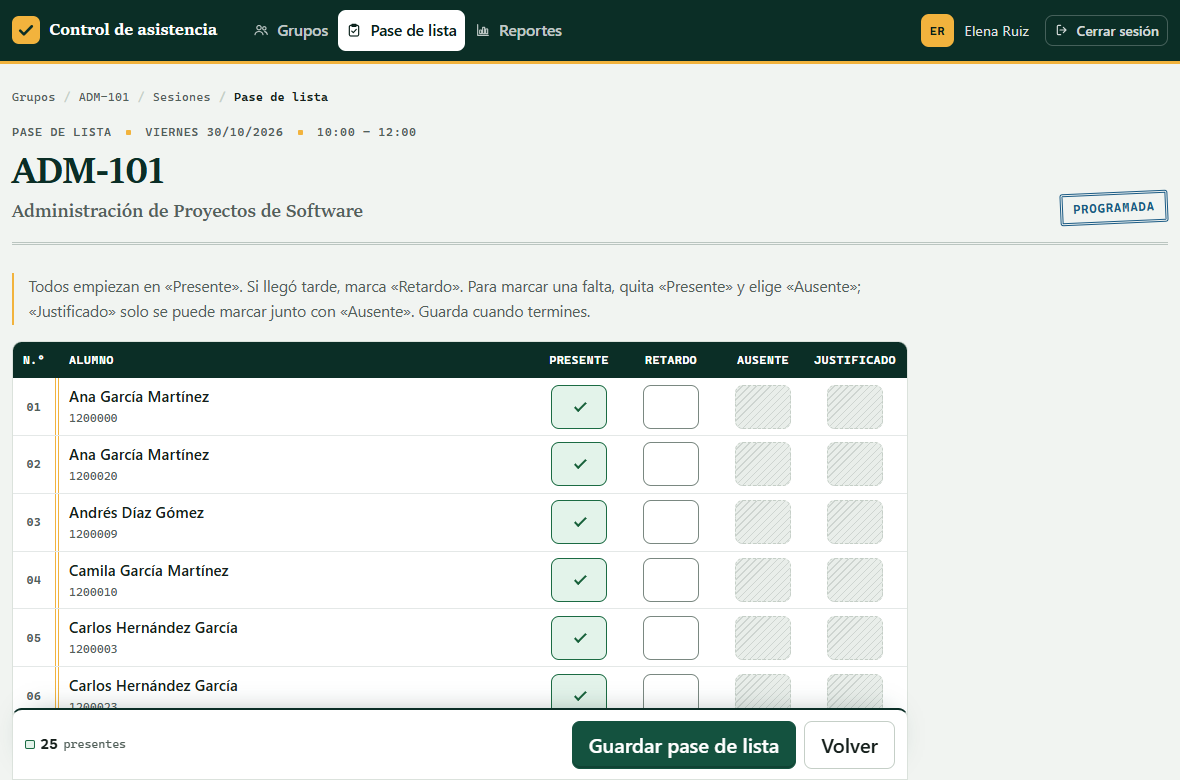 Control de asistencia
Grupos
Pase de lista
Reportes
ER
Elena Ruiz
Cerrar sesión
Grupos / ADM-101 / Sesiones / Pase de lista
PASE DE LISTA ▪ VIERNES 30/10/2026 ▪ 10:00 – 12:00
ADM-101
Administración de Proyectos de Software
PROGRAMADA
Todos empiezan en «Presente». Si llegó tarde, marca «Retardo». Para marcar una falta, quita «Presente» y elige «Ausente»;
«Justificado» solo se puede marcar junto con «Ausente». Guarda cuando termines.
N.º ALUMNO PRESENTE RETARDO AUSENTE JUSTIFICADO
01 Ana García Martínez
1200000
02 Ana García Martínez
1200020
03 Andrés Díaz Gómez
1200009
04 Camila García Martínez
1200010
05 Carlos Hernández García
1200003
06 Carlos Hernández García
1200023
25 presentes
Guardar pase de lista
Volver